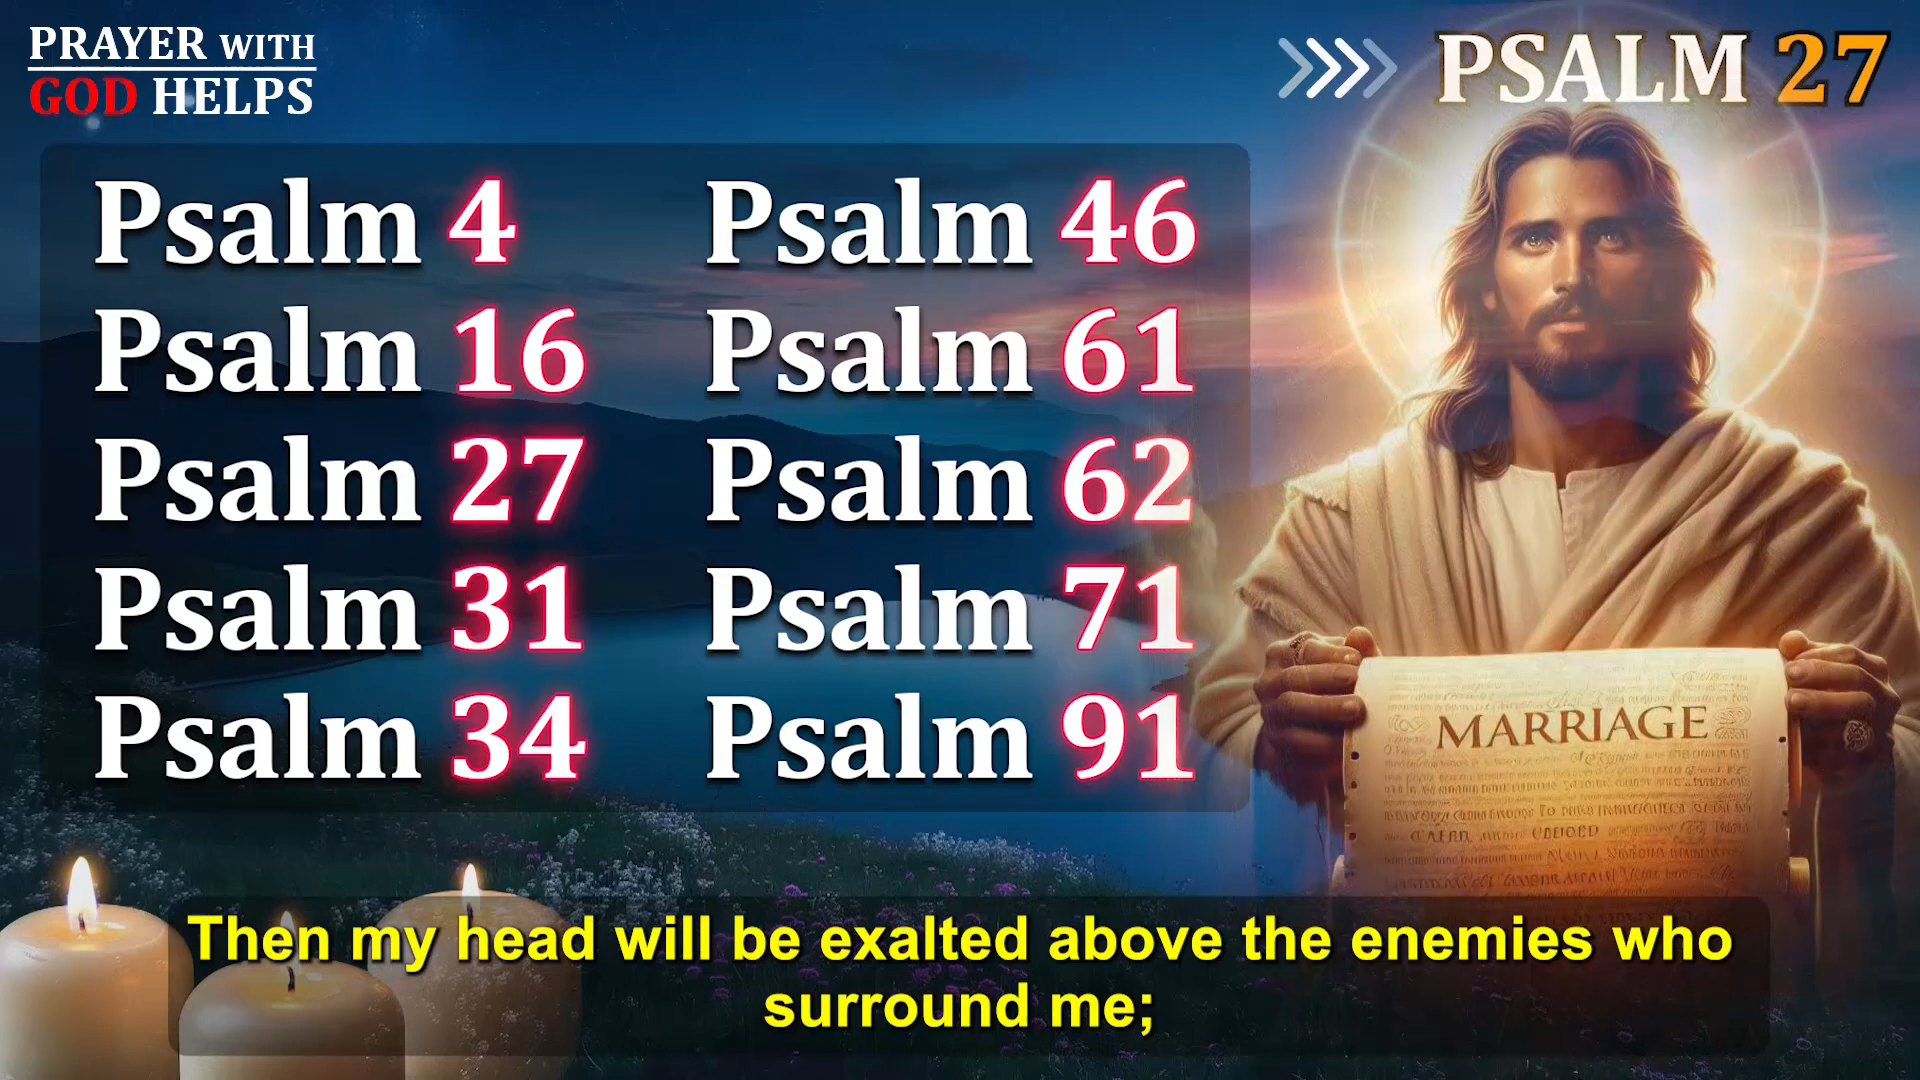 PRAYER WITH
GOD HELPS
PSALM 27
Psalm 4
Psalm 16
Psalm 27
Psalm 31
Psalm 34
Psalm 46
Psalm 61
Psalm 62
Psalm 71
Psalm 91
MARRIAGE
Then my head will be exalted above the enemies who
surround me;